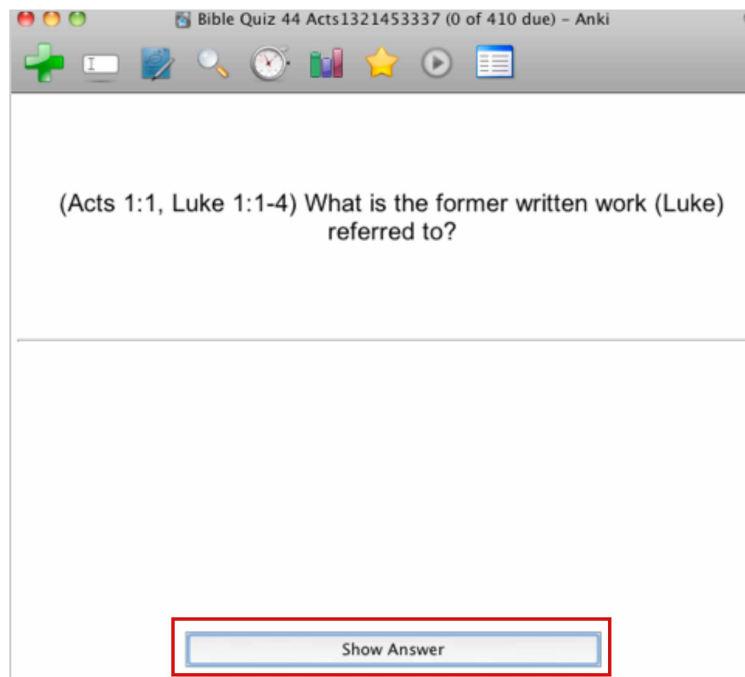 Bible Quiz 44 Acts1321453337 (0 of 410 due) – Anki
(Acts 1:1, Luke 1:1-4) What is the former written work (Luke)
referred to?
Show Answer